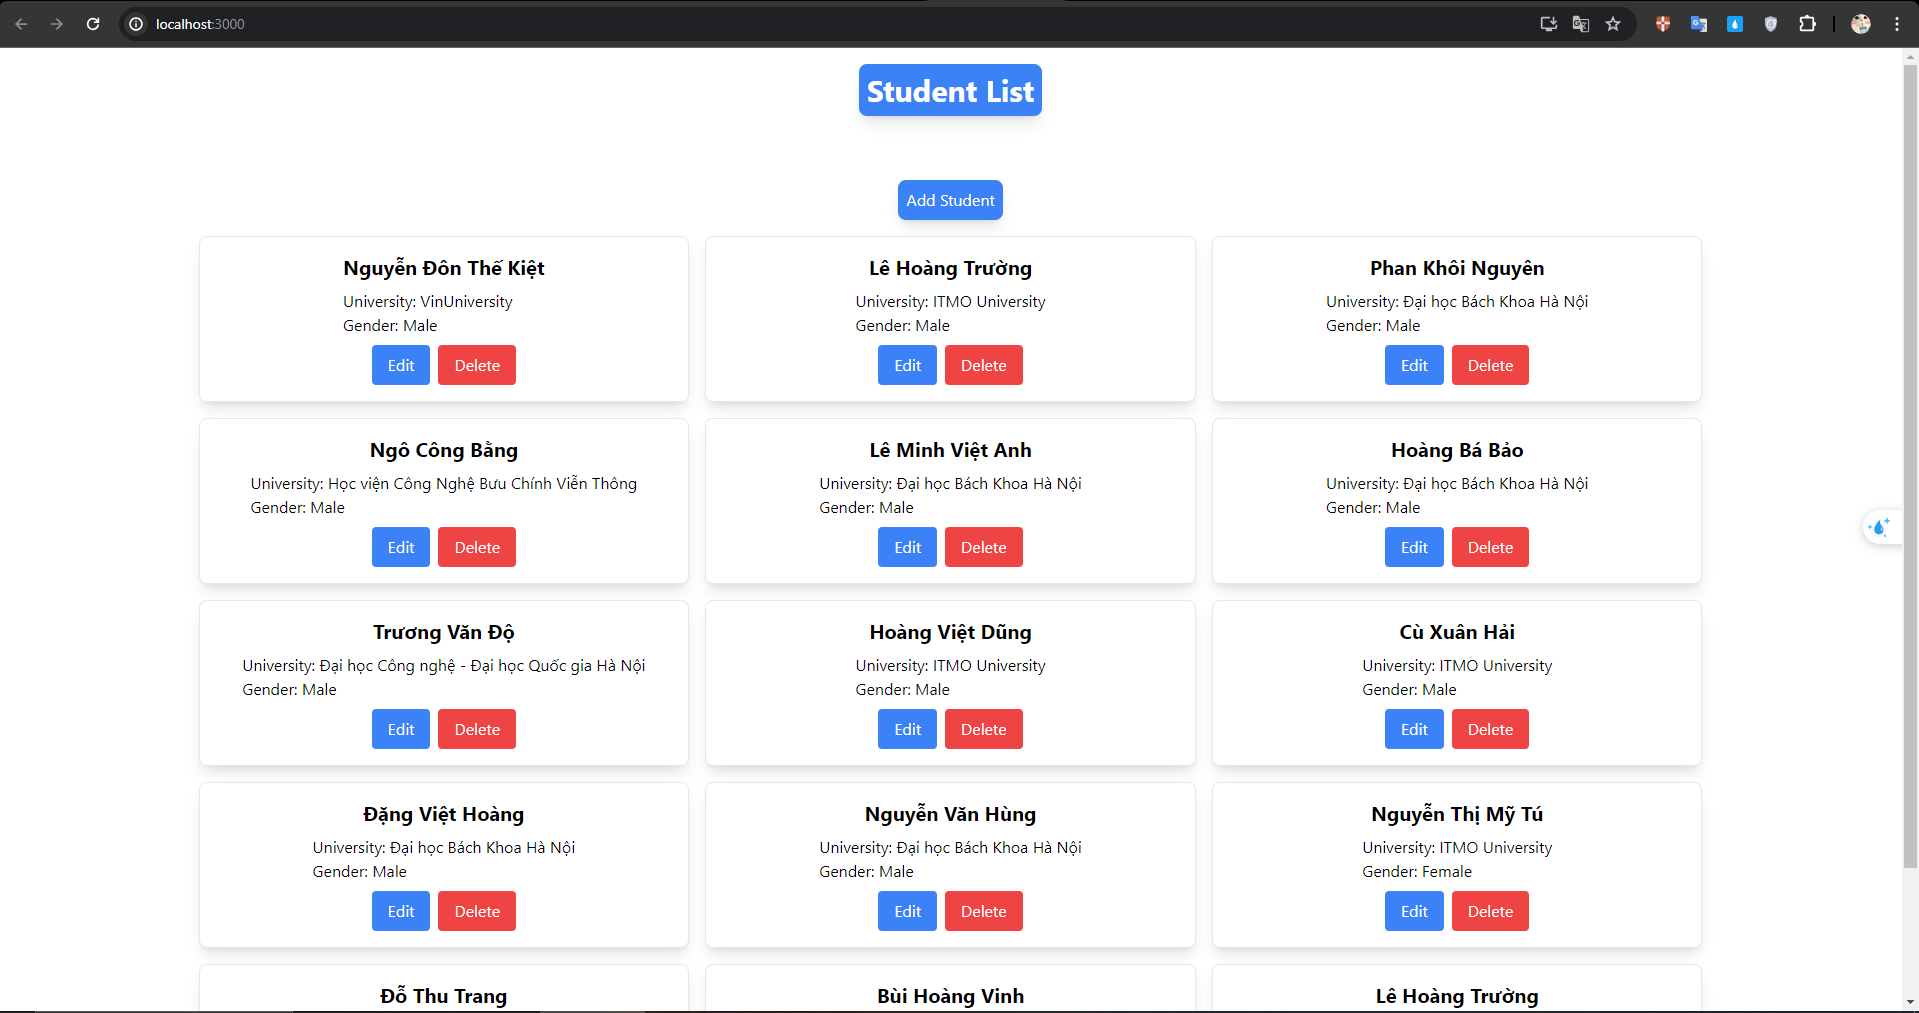 localhost:3000
Student List
Add Student
Nguyễn Đôn Thế Kiệt
University: VinUniversity
Gender: Male
Edit Delete
Lê Hoàng Trường
University: ITMO University
Gender: Male
Edit Delete
Phan Khôi Nguyên
University: Đại học Bách Khoa Hà Nội
Gender: Male
Edit Delete
Ngô Công Bằng
University: Học viện Công Nghệ Bưu Chính Viễn Thông
Gender: Male
Edit Delete
Lê Minh Việt Anh
University: Đại học Bách Khoa Hà Nội
Gender: Male
Edit Delete
Hoàng Bá Bảo
University: Đại học Bách Khoa Hà Nội
Gender: Male
Edit Delete
Trương Văn Độ
University: Đại học Công nghệ - Đại học Quốc gia Hà Nội
Gender: Male
Edit Delete
Hoàng Việt Dũng
University: ITMO University
Gender: Male
Edit Delete
Cù Xuân Hải
University: ITMO University
Gender: Male
Edit Delete
Đặng Việt Hoàng
University: Đại học Bách Khoa Hà Nội
Gender: Male
Edit Delete
Nguyễn Văn Hùng
University: Đại học Bách Khoa Hà Nội
Gender: Male
Edit Delete
Nguyễn Thị Mỹ Tú
University: ITMO University
Gender: Female
Edit Delete
Đỗ Thu Trang
Bùi Hoàng Vinh
Lê Hoàng Trường